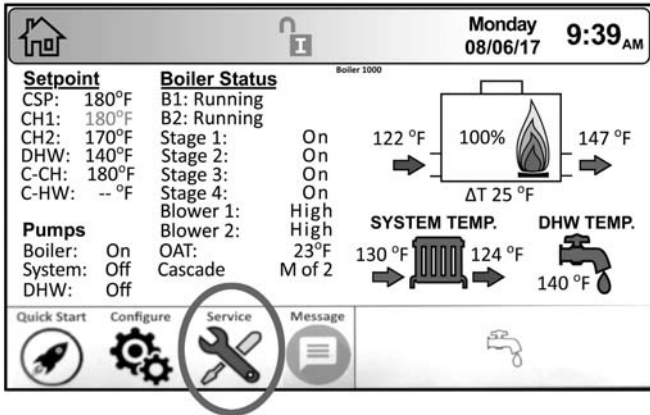 Monday
08/06/17
9:39 AM
I
Boiler 1000
Setpoint
CSP: 180°F
CH1: 180°F
CH2: 170°F
DHW: 140°F
C-CH: 180°F
C-HW: -- °F
Pumps
Boiler: On
System: Off
DHW: Off
Boiler Status
B1: Running
B2: Running
Stage 1: On
Stage 2: On
Stage 3: On
Stage 4: On
Blower 1: High
Blower 2: High
OAT: 23°F
Cascade M of 2
122 °F
100%
147 °F
ΔT 25 °F
SYSTEM TEMP.
130 °F
124 °F
DHW TEMP.
140 °F
Quick Start
Configure
Service
Message